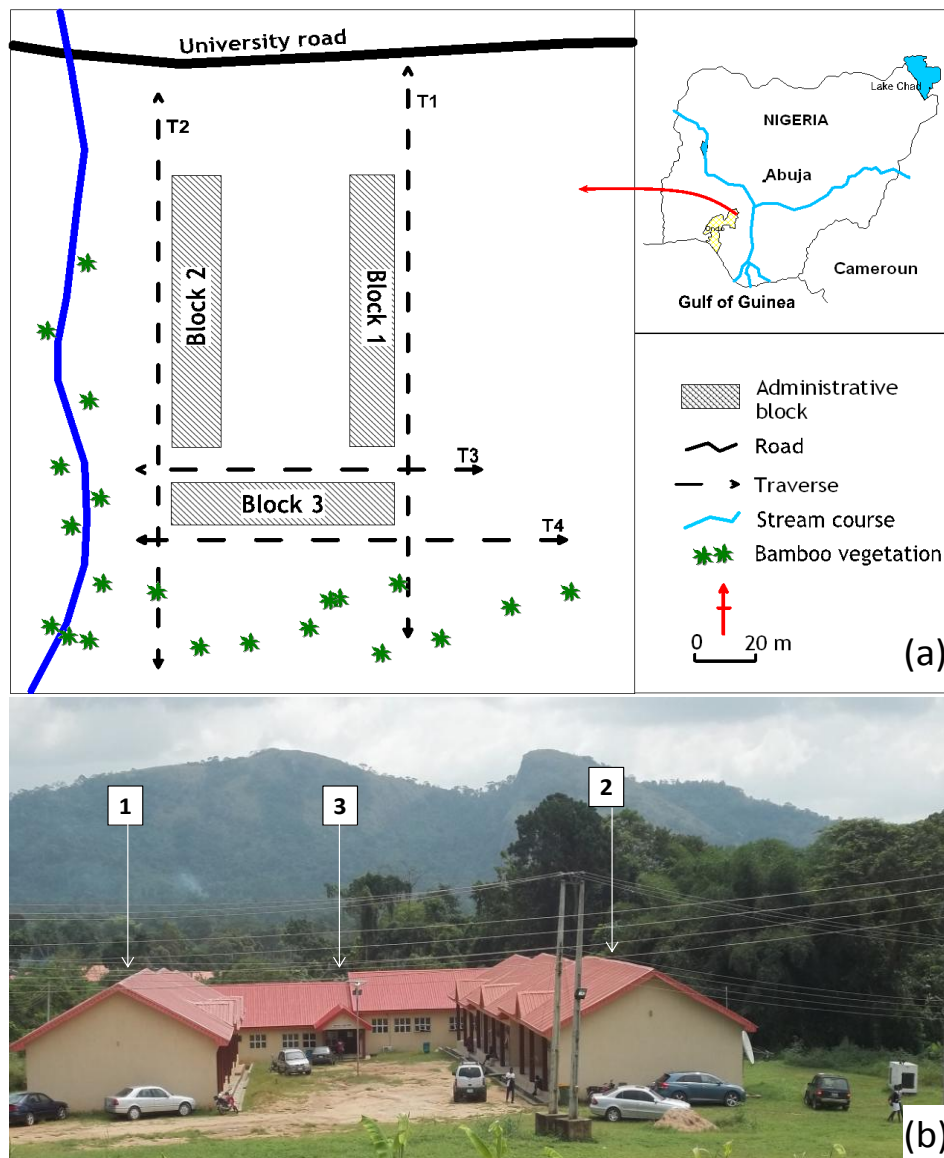 University road
T1
T2
Block 2
Block 1
T3
Block 3
T4
Lake Chad
NIGERIA
Abuja
Ondo
Cameroun
Gulf of Guinea
Administrative
block
Road
Traverse
Stream course
Bamboo vegetation
0 20 m
(a)
1
3
2
(b)